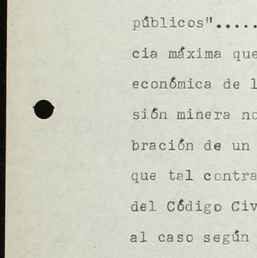 públicos".....
cia máxima que
económica de l
sión minera no
bración de un
que tal contra
del Código Civ
al caso según